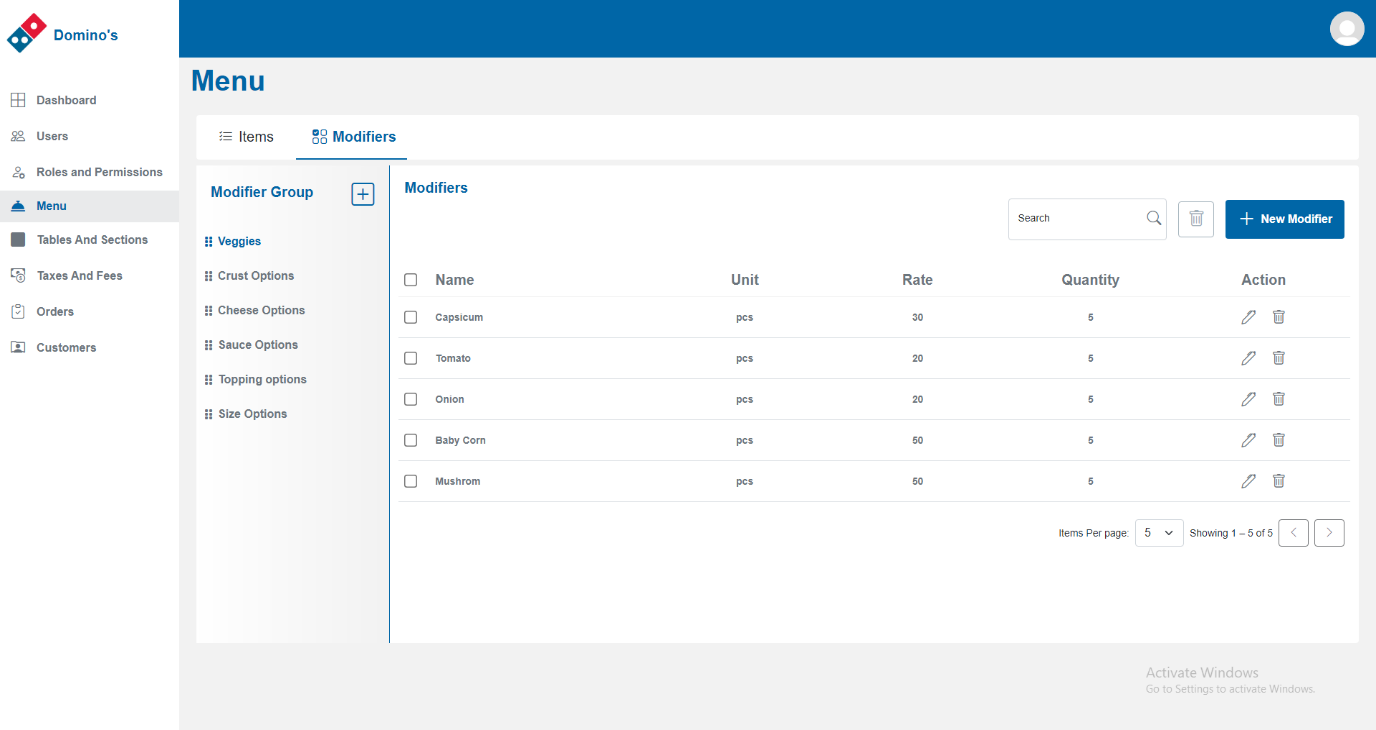 Domino's
Menu
Dashboard
Users
Roles and Permissions
Menu
Tables And Sections
Taxes And Fees
Orders
Customers
Items
Modifiers
Modifier Group
Veggies
Crust Options
Cheese Options
Sauce Options
Topping options
Size Options
Modifiers
Search
New Modifier
Name Unit Rate Quantity Action
Capsicum pcs 30 5
Tomato pcs 20 5
Onion pcs 20 5
Baby Corn pcs 50 5
Mushrom pcs 50 5
Items Per page: 5 Showing 1 – 5 of 5
Activate Windows
Go to Settings to activate Windows.